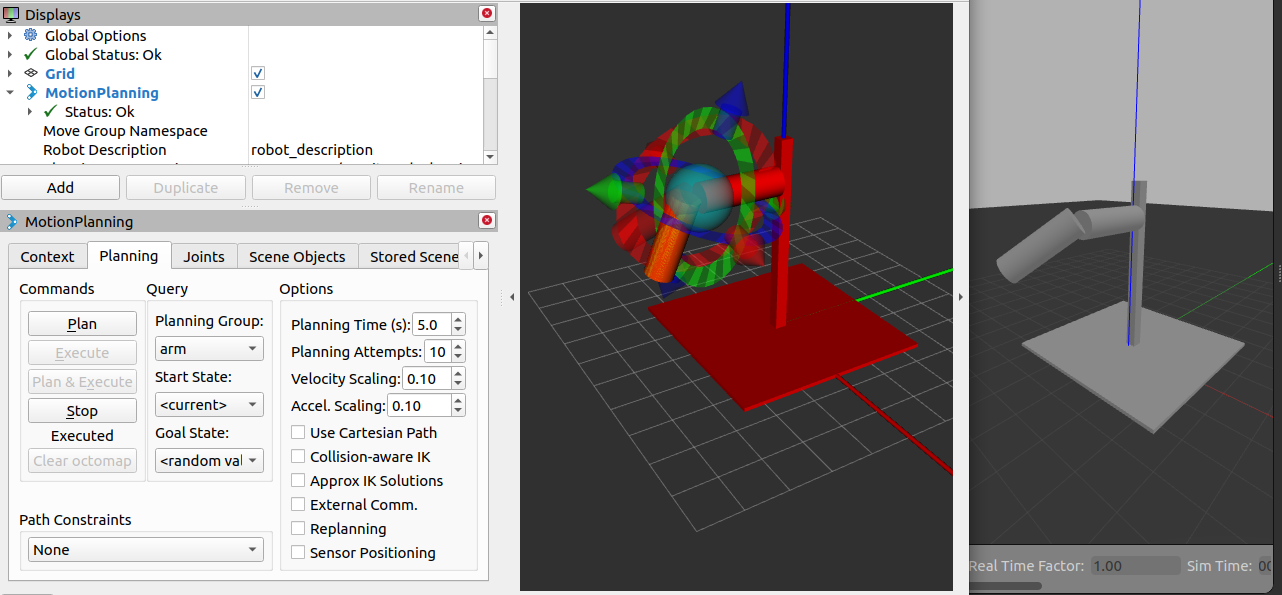 Displays
Global Options
Global Status: Ok
Grid
MotionPlanning
Status: Ok
Move Group Namespace
Robot Description robot_description
Add Duplicate Remove Rename
MotionPlanning
Context Planning Joints Scene Objects Stored Scene
Commands Query Options
Plan
Execute
Plan & Execute
Stop
Executed
Clear octomap
Planning Group:
arm
Start State:
<current>
Goal State:
<random val
Planning Time (s): 5.0
Planning Attempts: 10
Velocity Scaling: 0.10
Accel. Scaling: 0.10
Use Cartesian Path
Collision-aware IK
Approx IK Solutions
External Comm.
Replanning
Sensor Positioning
Path Constraints
None
Real Time Factor: 1.00 Sim Time: 00